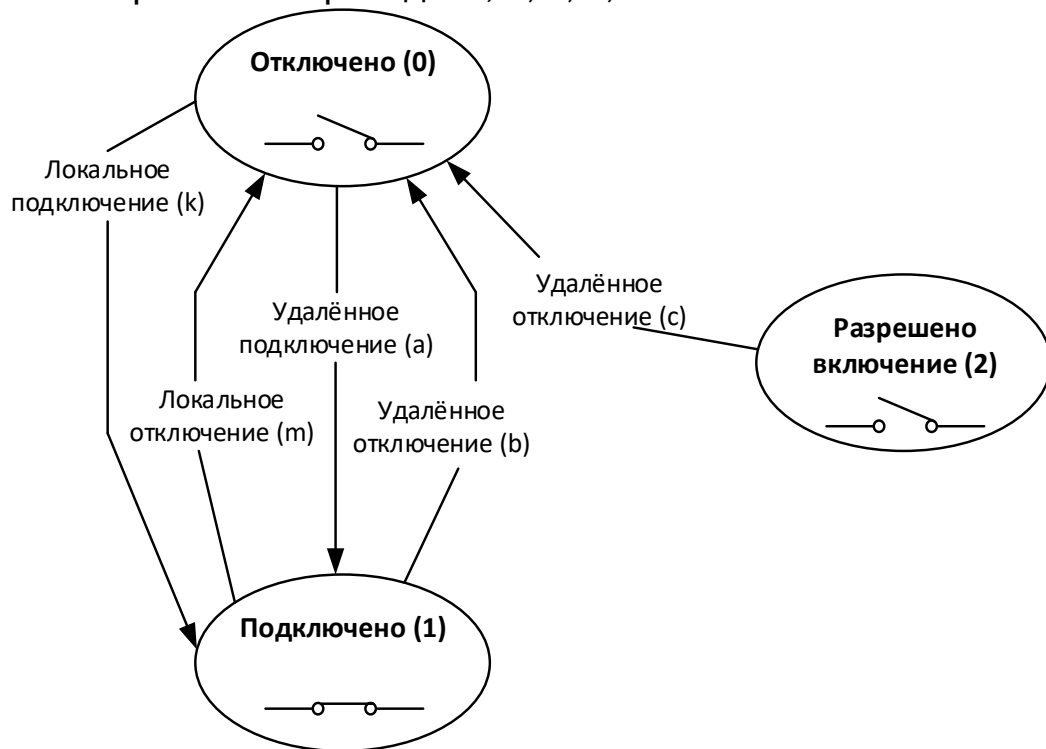 Отключено (0)
Локальное
подключение (k)
Удалённое
отключение (c)
Удалённое
подключение (a)
Разрешено
включение (2)
Локальное
отключение (m)
Удалённое
отключение (b)
Подключено (1)